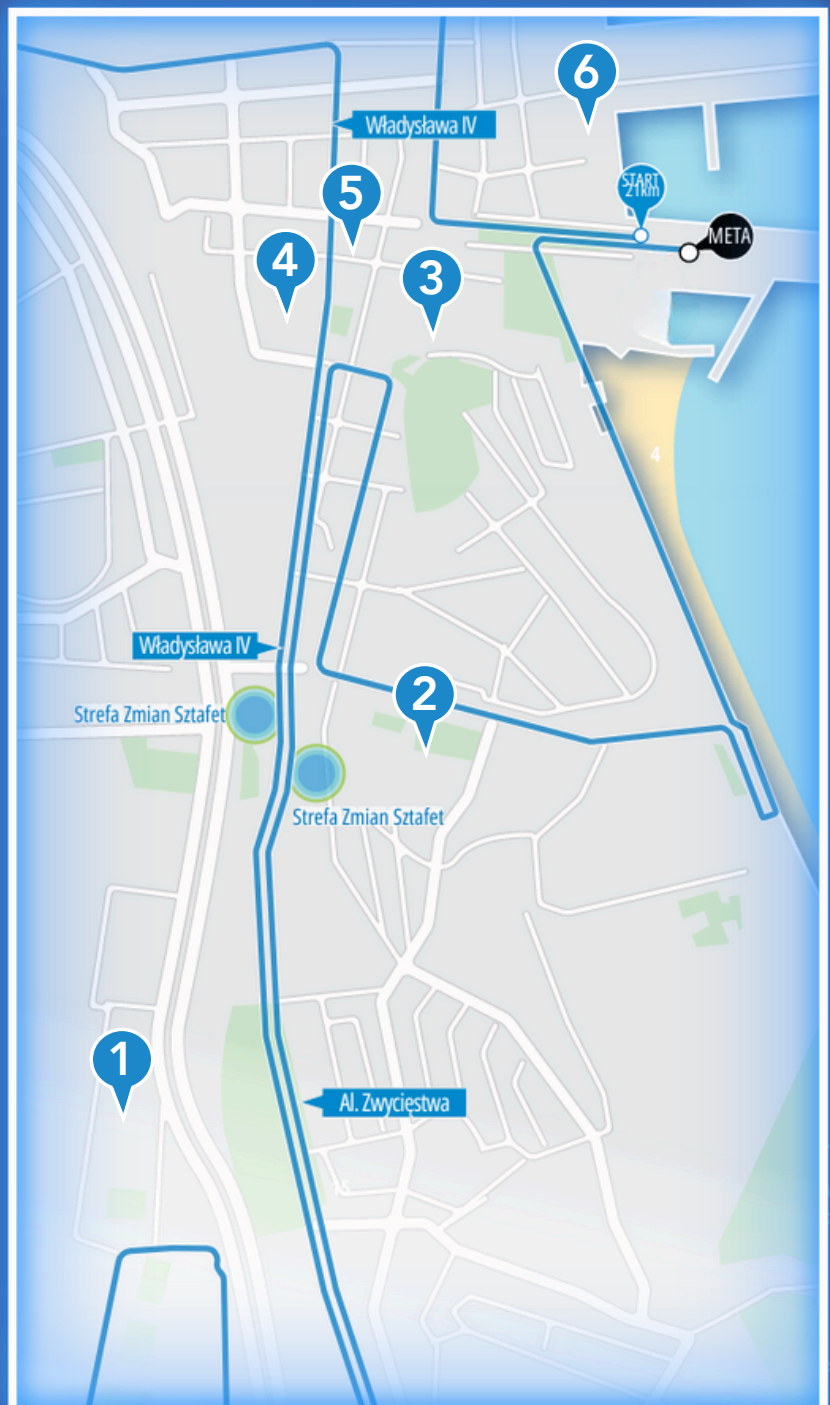 6
Władysława IV
START
21km
5
META
4
3
4
Władysława IV
2
Strefa Zmian Sztafet
Strefa Zmian Sztafet
1
Al. Zwycięstwa
15